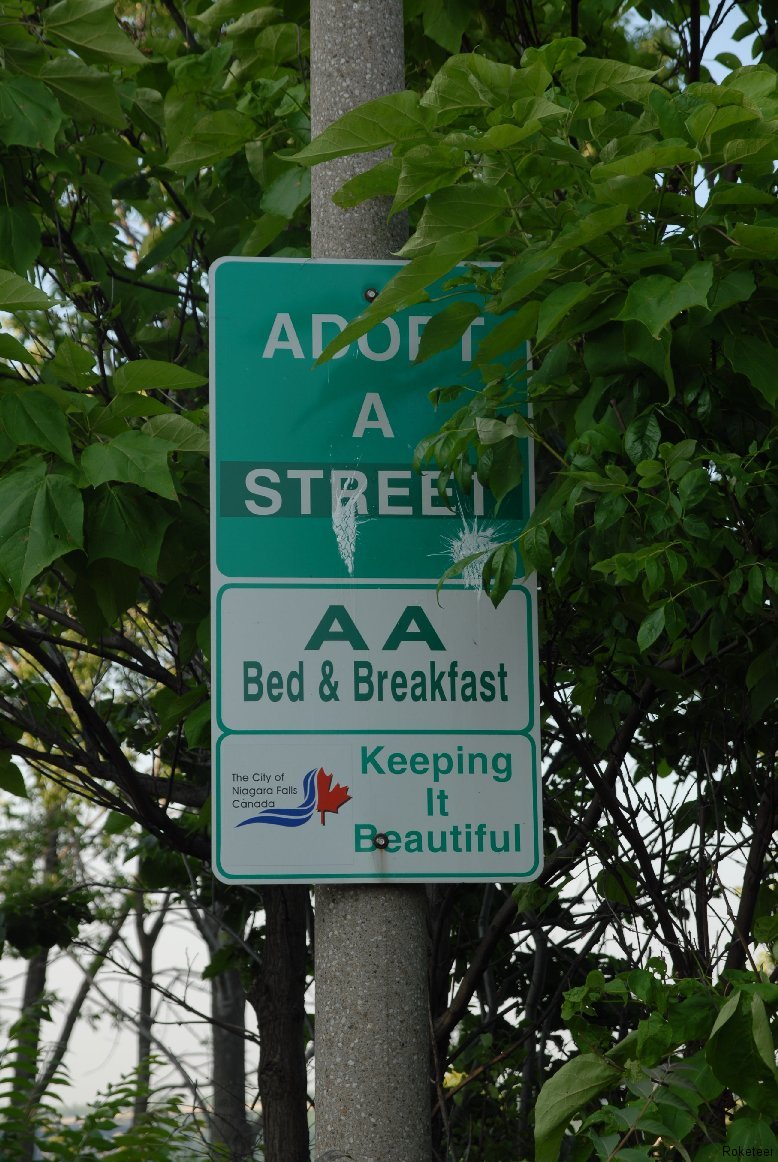 ADOPT
A
STREET
AA
Bed & Breakfast
The City of
Niagara Falls
Canada
Keeping
It
Beautiful
Roketeer